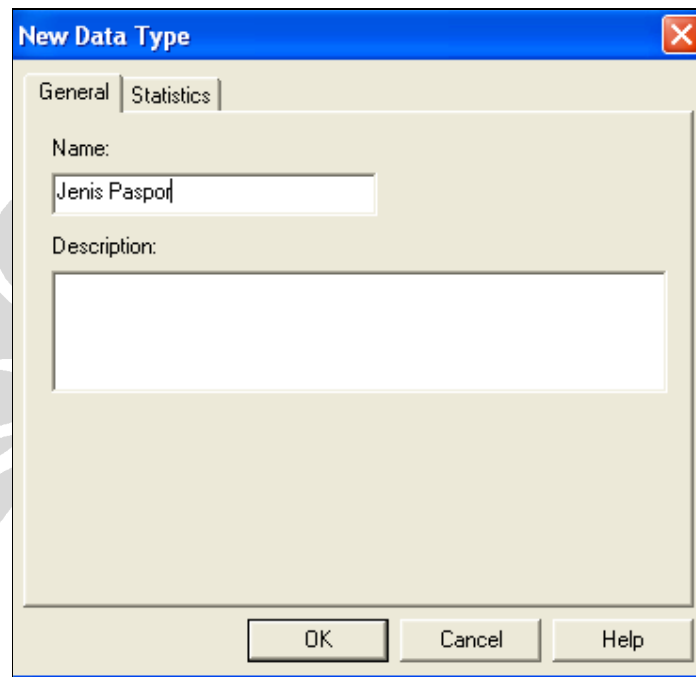 New Data Type
General Statistics
Name:
Jenis Paspor
Description:
OK Cancel Help